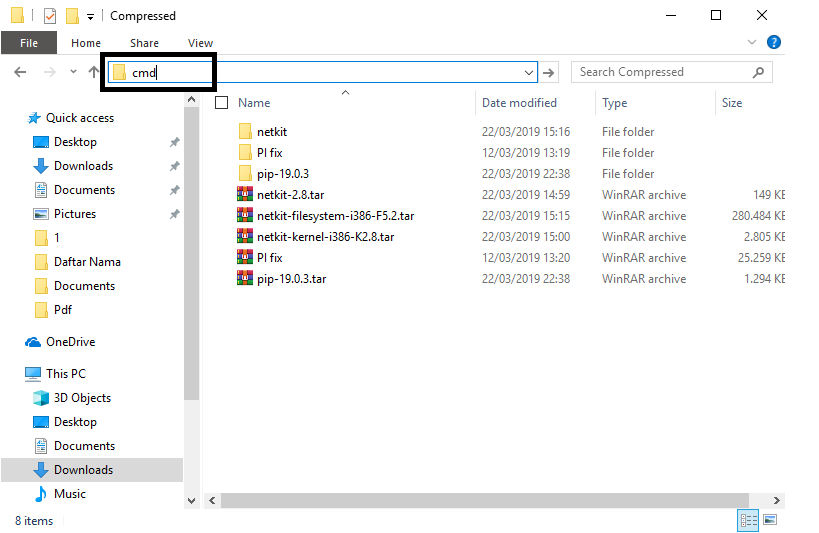 Compressed
File Home Share View
cmd
Search Compressed
Name Date modified Type Size
Quick access
Desktop
Downloads
Documents
Pictures
1
Daftar Nama
Documents
Pdf
OneDrive
This PC
3D Objects
Desktop
Documents
Downloads
Music
netkit 22/03/2019 15:16 File folder
PI fix 12/03/2019 13:19 File folder
pip-19.0.3 22/03/2019 22:38 File folder
netkit-2.8.tar 22/03/2019 14:59 WinRAR archive 149 KB
netkit-filesystem-i386-F5.2.tar 22/03/2019 15:15 WinRAR archive 280.484 KB
netkit-kernel-i386-K2.8.tar 22/03/2019 15:00 WinRAR archive 2.805 KB
PI fix 12/03/2019 13:20 WinRAR archive 25.259 KB
pip-19.0.3.tar 22/03/2019 22:38 WinRAR archive 1.294 KB
8 items